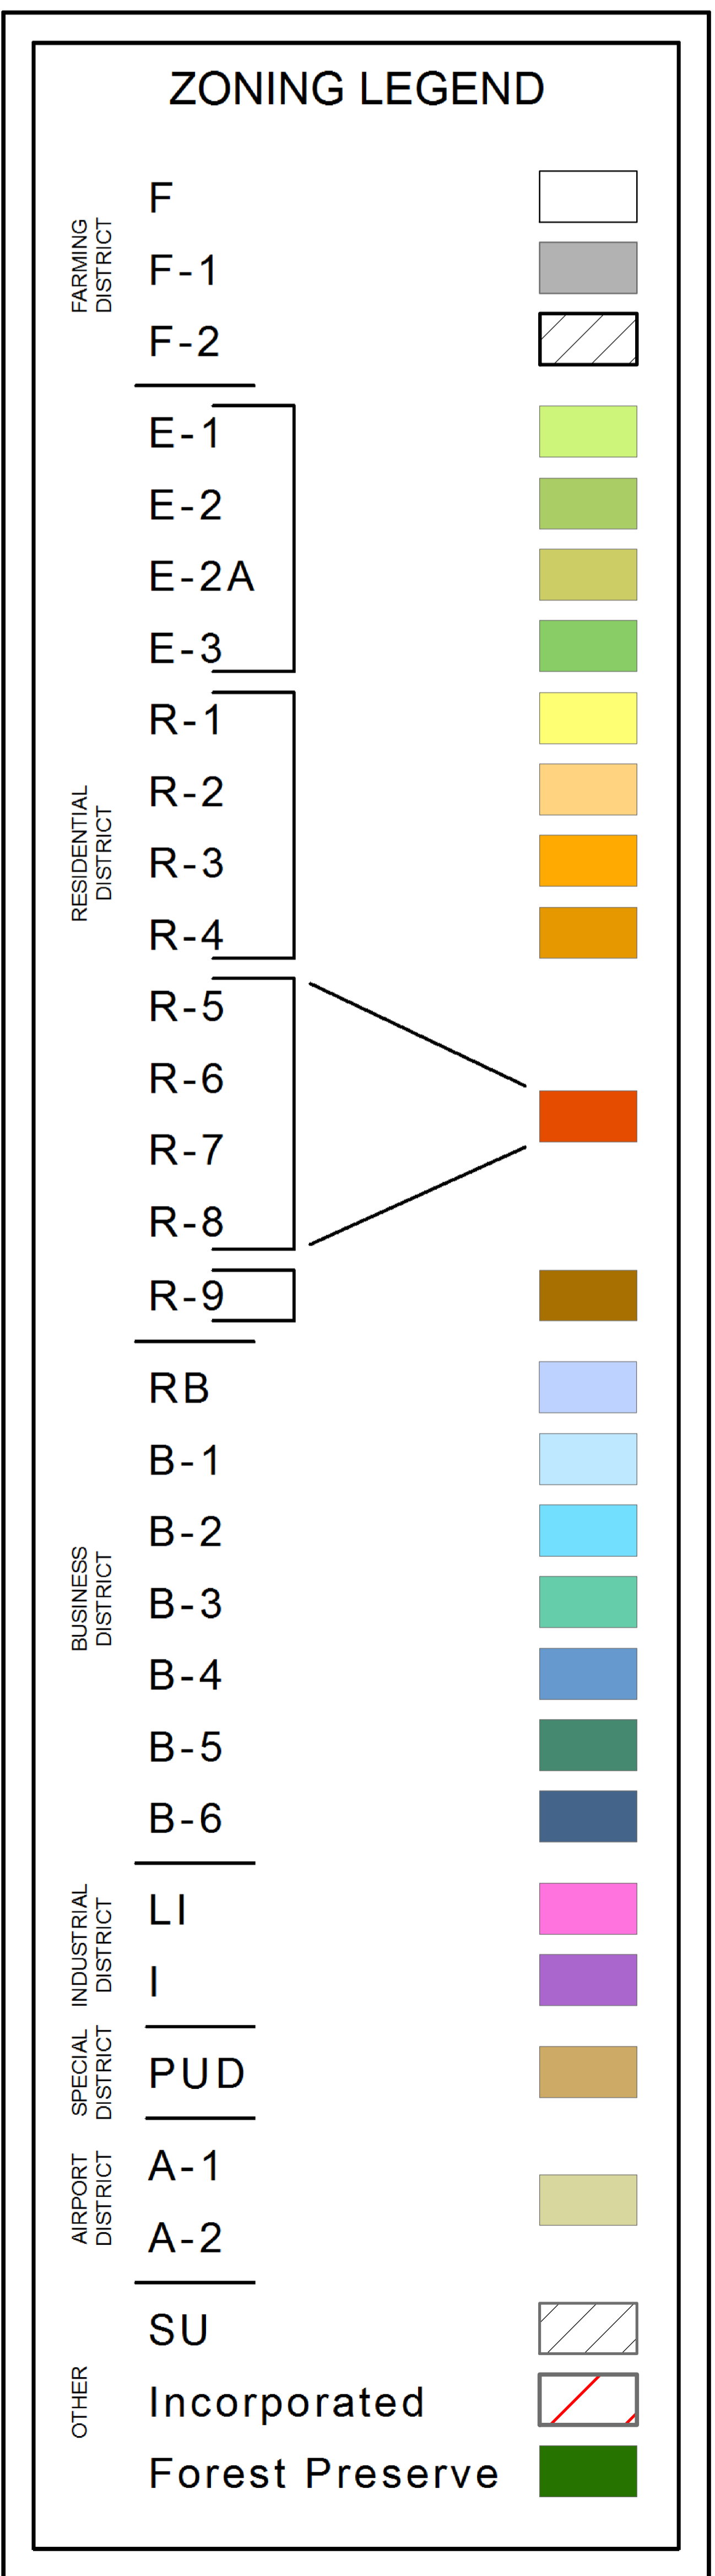 ZONING LEGEND
FARMING
DISTRICT
F
F-1
F-2
RESIDENTIAL
DISTRICT
E-1
E-2
E-2A
E-3
R-1
R-2
R-3
R-4
R-5
R-6
R-7
R-8
R-9
BUSINESS
DISTRICT
RB
B-1
B-2
B-3
B-4
B-5
B-6
INDUSTRIAL
DISTRICT
LI
I
SPECIAL
DISTRICT
PUD
AIRPORT
DISTRICT
A-1
A-2
OTHER
SU
Incorporated
Forest Preserve